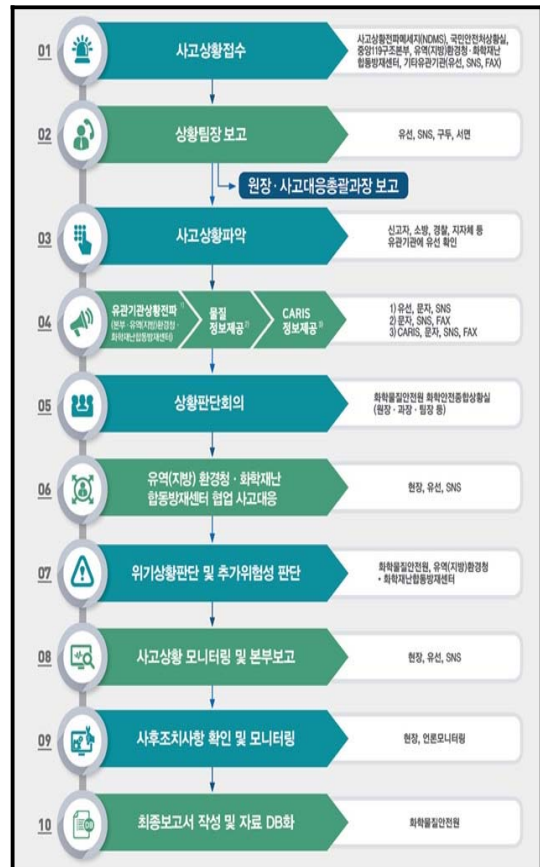 01
사고상황접수
사고상황전파메세지(NDMS), 국민안전처상황실,
중앙119구조본부, 유역(지방)환경청·화학재난
합동방재센터, 기타유관기관(유선, SNS, FAX)
02
상황팀장 보고
유선, SNS, 구두, 서면
원장·사고대응총괄과장 보고
03
사고상황파악
신고자, 소방, 경찰, 지자체 등
유관기관에 유선 확인
04
유관기관상황전파 1)
(본부·유역(지방)환경청·
화학재난합동방재센터)
물질
정보제공 2)
CARIS
정보제공 3)
1) 유선, 문자, SNS
2) 문자, SNS, FAX
3) CARIS, 문자, SNS, FAX
05
상황판단회의
화학물질안전원 화학안전종합상황실
(원장·과장·팀장 등)
06
유역(지방) 환경청·화학재난
합동방재센터 협업 사고대응
현장, 유선, SNS
07
위기상황판단 및 추가위험성 판단
화학물질안전원, 유역(지방)환경청
·화학재난합동방재센터
08
사고상황 모니터링 및 본부보고
현장, 유선, SNS
09
사후조치사항 확인 및 모니터링
현장, 언론모니터링
10
DB
최종보고서 작성 및 자료 DB화
화학물질안전원